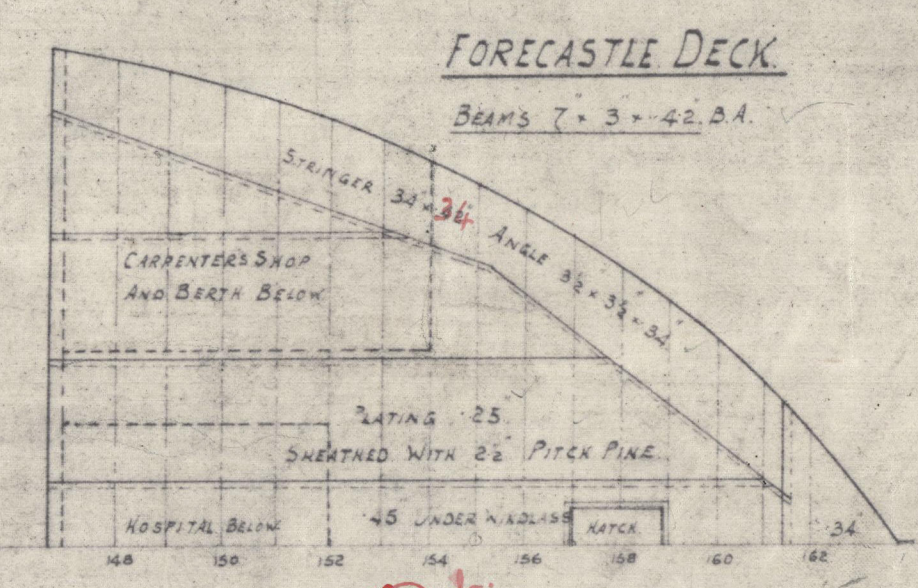 FORECASTLE DECK.
BEAMS 7" × 3" × .42 B.A.
STRINGER 34" × 34 ANGLE 3½" × 3½" × .34"
CARPENTERS SHOP
AND BERTH BELOW
PLATING .25
SHEATHED WITH 2½" PITCH PINE
HOSPITAL BELOW
.45 UNDER WINDLASS
HATCH
.34
148 150 152 154 156 158 160 162